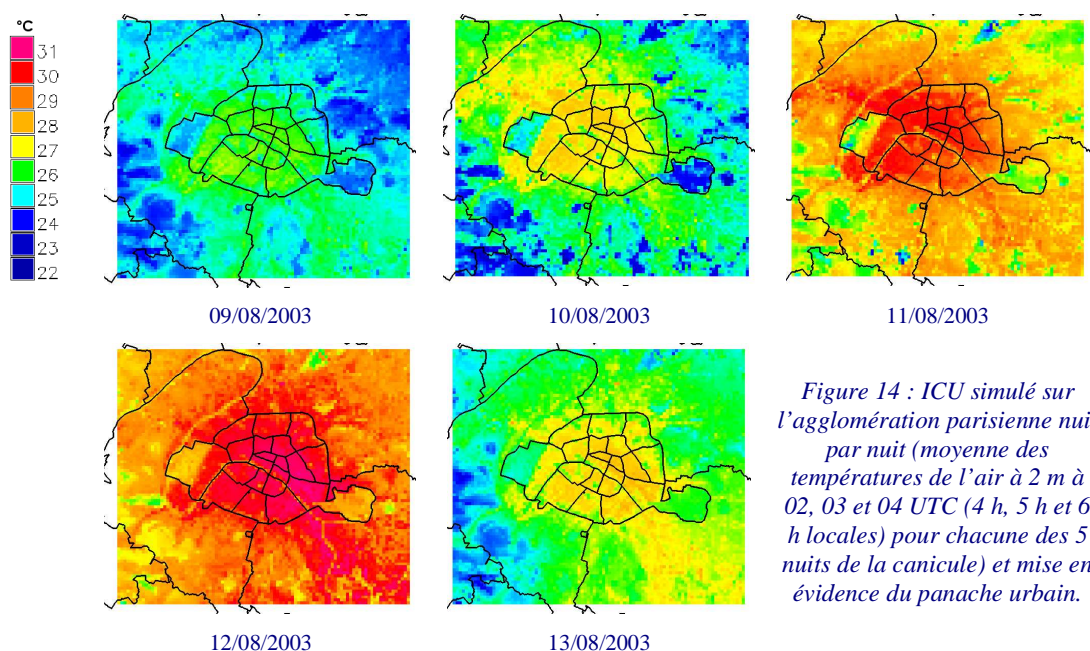 °C
31
30
29
28
27
26
25
24
23
22
09/08/2003
10/08/2003
11/08/2003
12/08/2003
13/08/2003
Figure 14 : ICU simulé sur
l’agglomération parisienne nui
par nuit (moyenne des
températures de l’air à 2 m à
02, 03 et 04 UTC (4 h, 5 h et 6
h locales) pour chacune des 5
nuits de la canicule) et mise en
évidence du panache urbain.